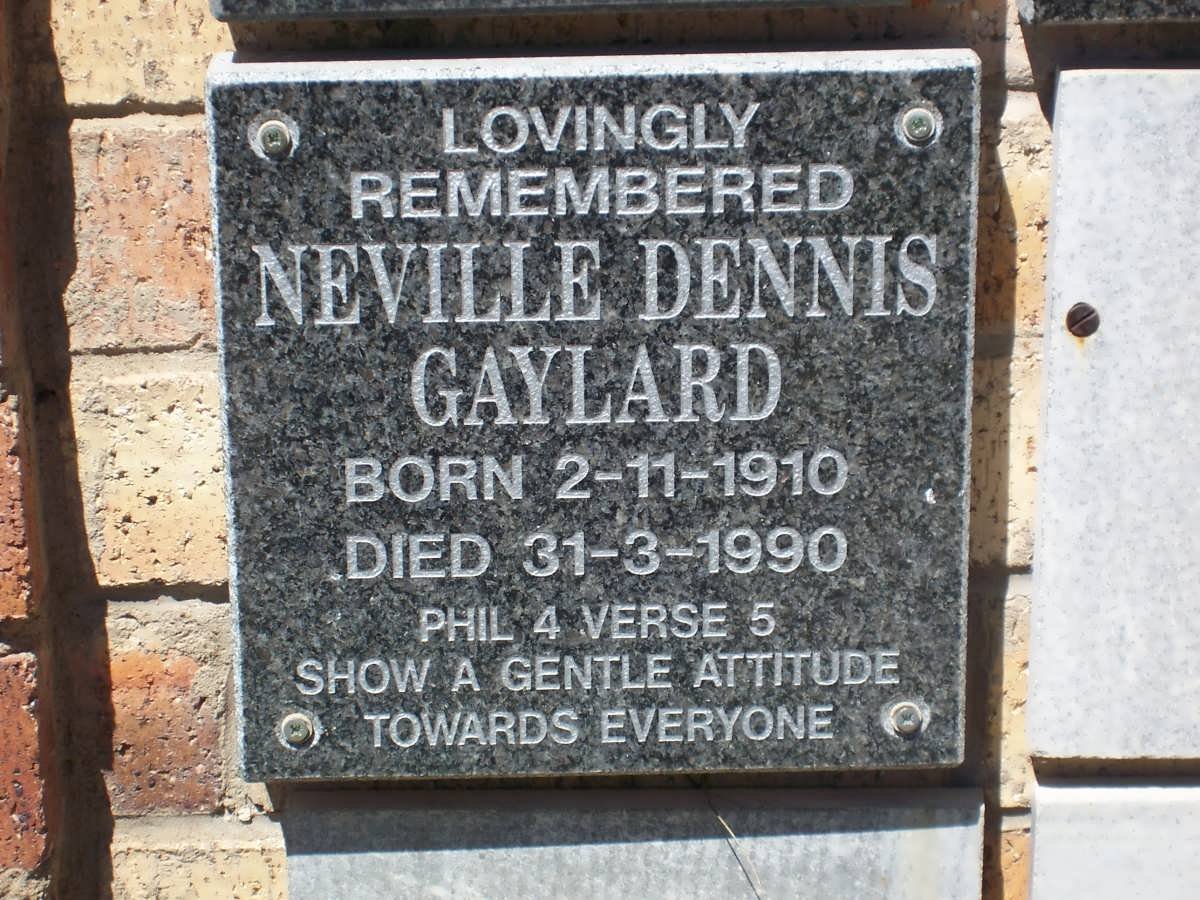 LOVINGLY
REMEMBERED
NEVILLE DENNIS
GAYLARD
BORN 2-11-1910
DIED 31-3-1990
PHIL 4 VERSE 5
SHOW A GENTLE ATTITUDE
TOWARDS EVERYONE